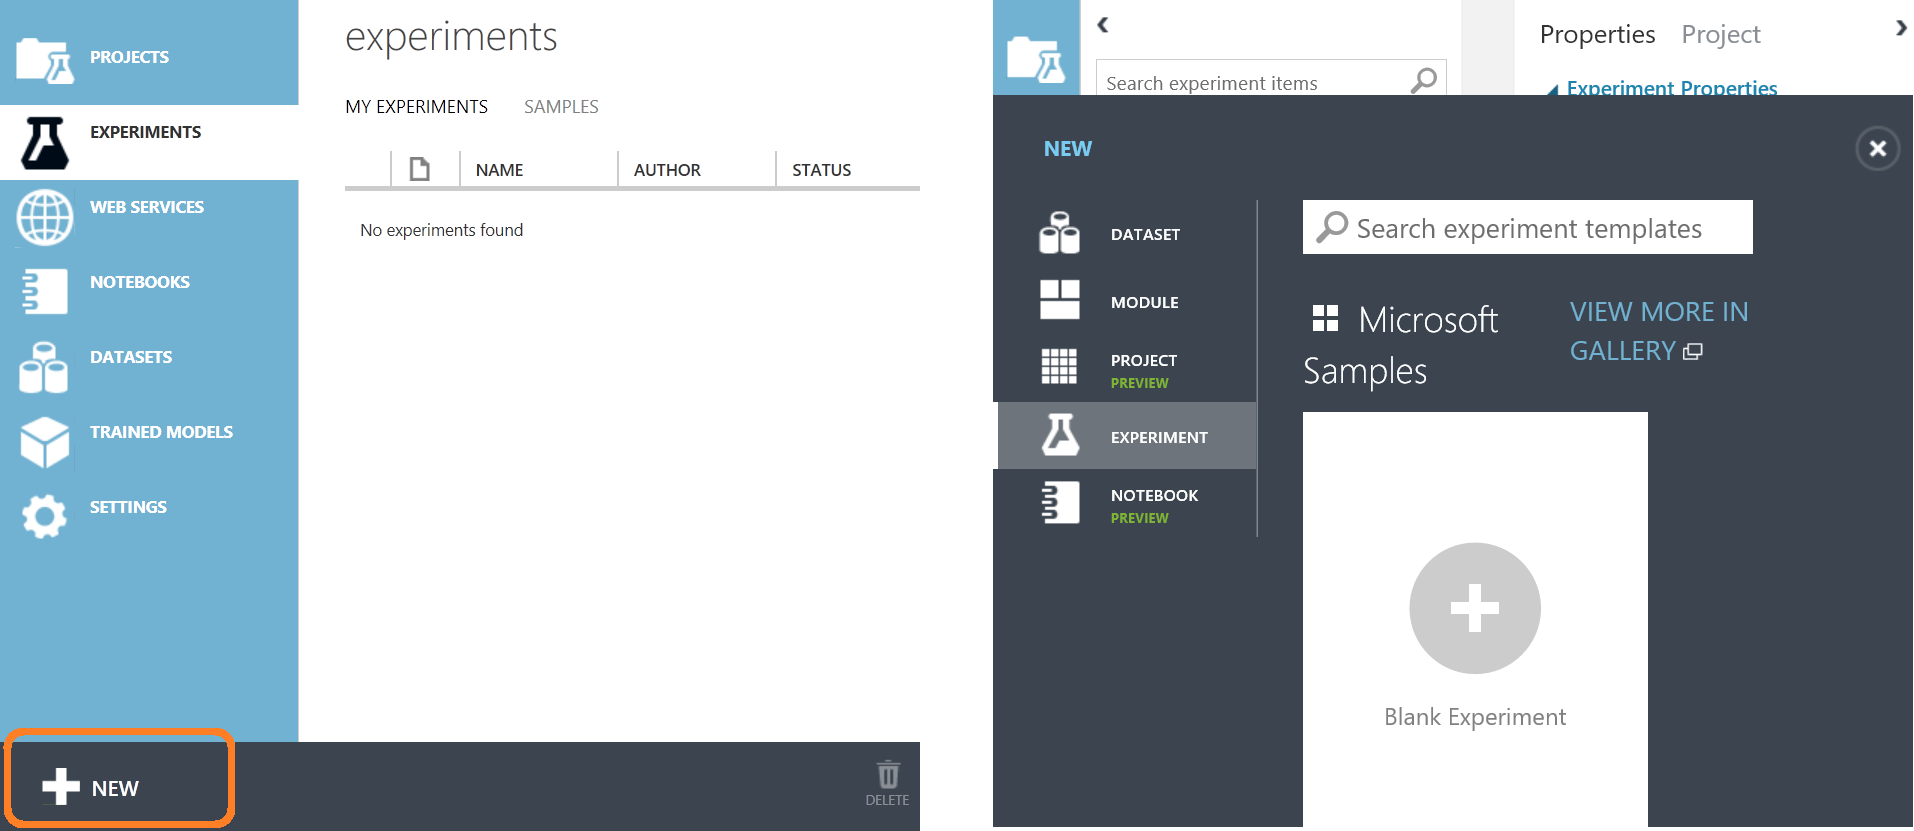 PROJECTS
EXPERIMENTS
WEB SERVICES
NOTEBOOKS
DATASETS
TRAINED MODELS
SETTINGS
NEW
experiments
MY EXPERIMENTS SAMPLES
NAME AUTHOR STATUS
No experiments found
DELETE
Search experiment items
Properties Project
Experiment Properties
NEW
DATASET
MODULE
PROJECT
PREVIEW
EXPERIMENT
NOTEBOOK
PREVIEW
Search experiment templates
Microsoft
Samples
VIEW MORE IN
GALLERY
Blank Experiment